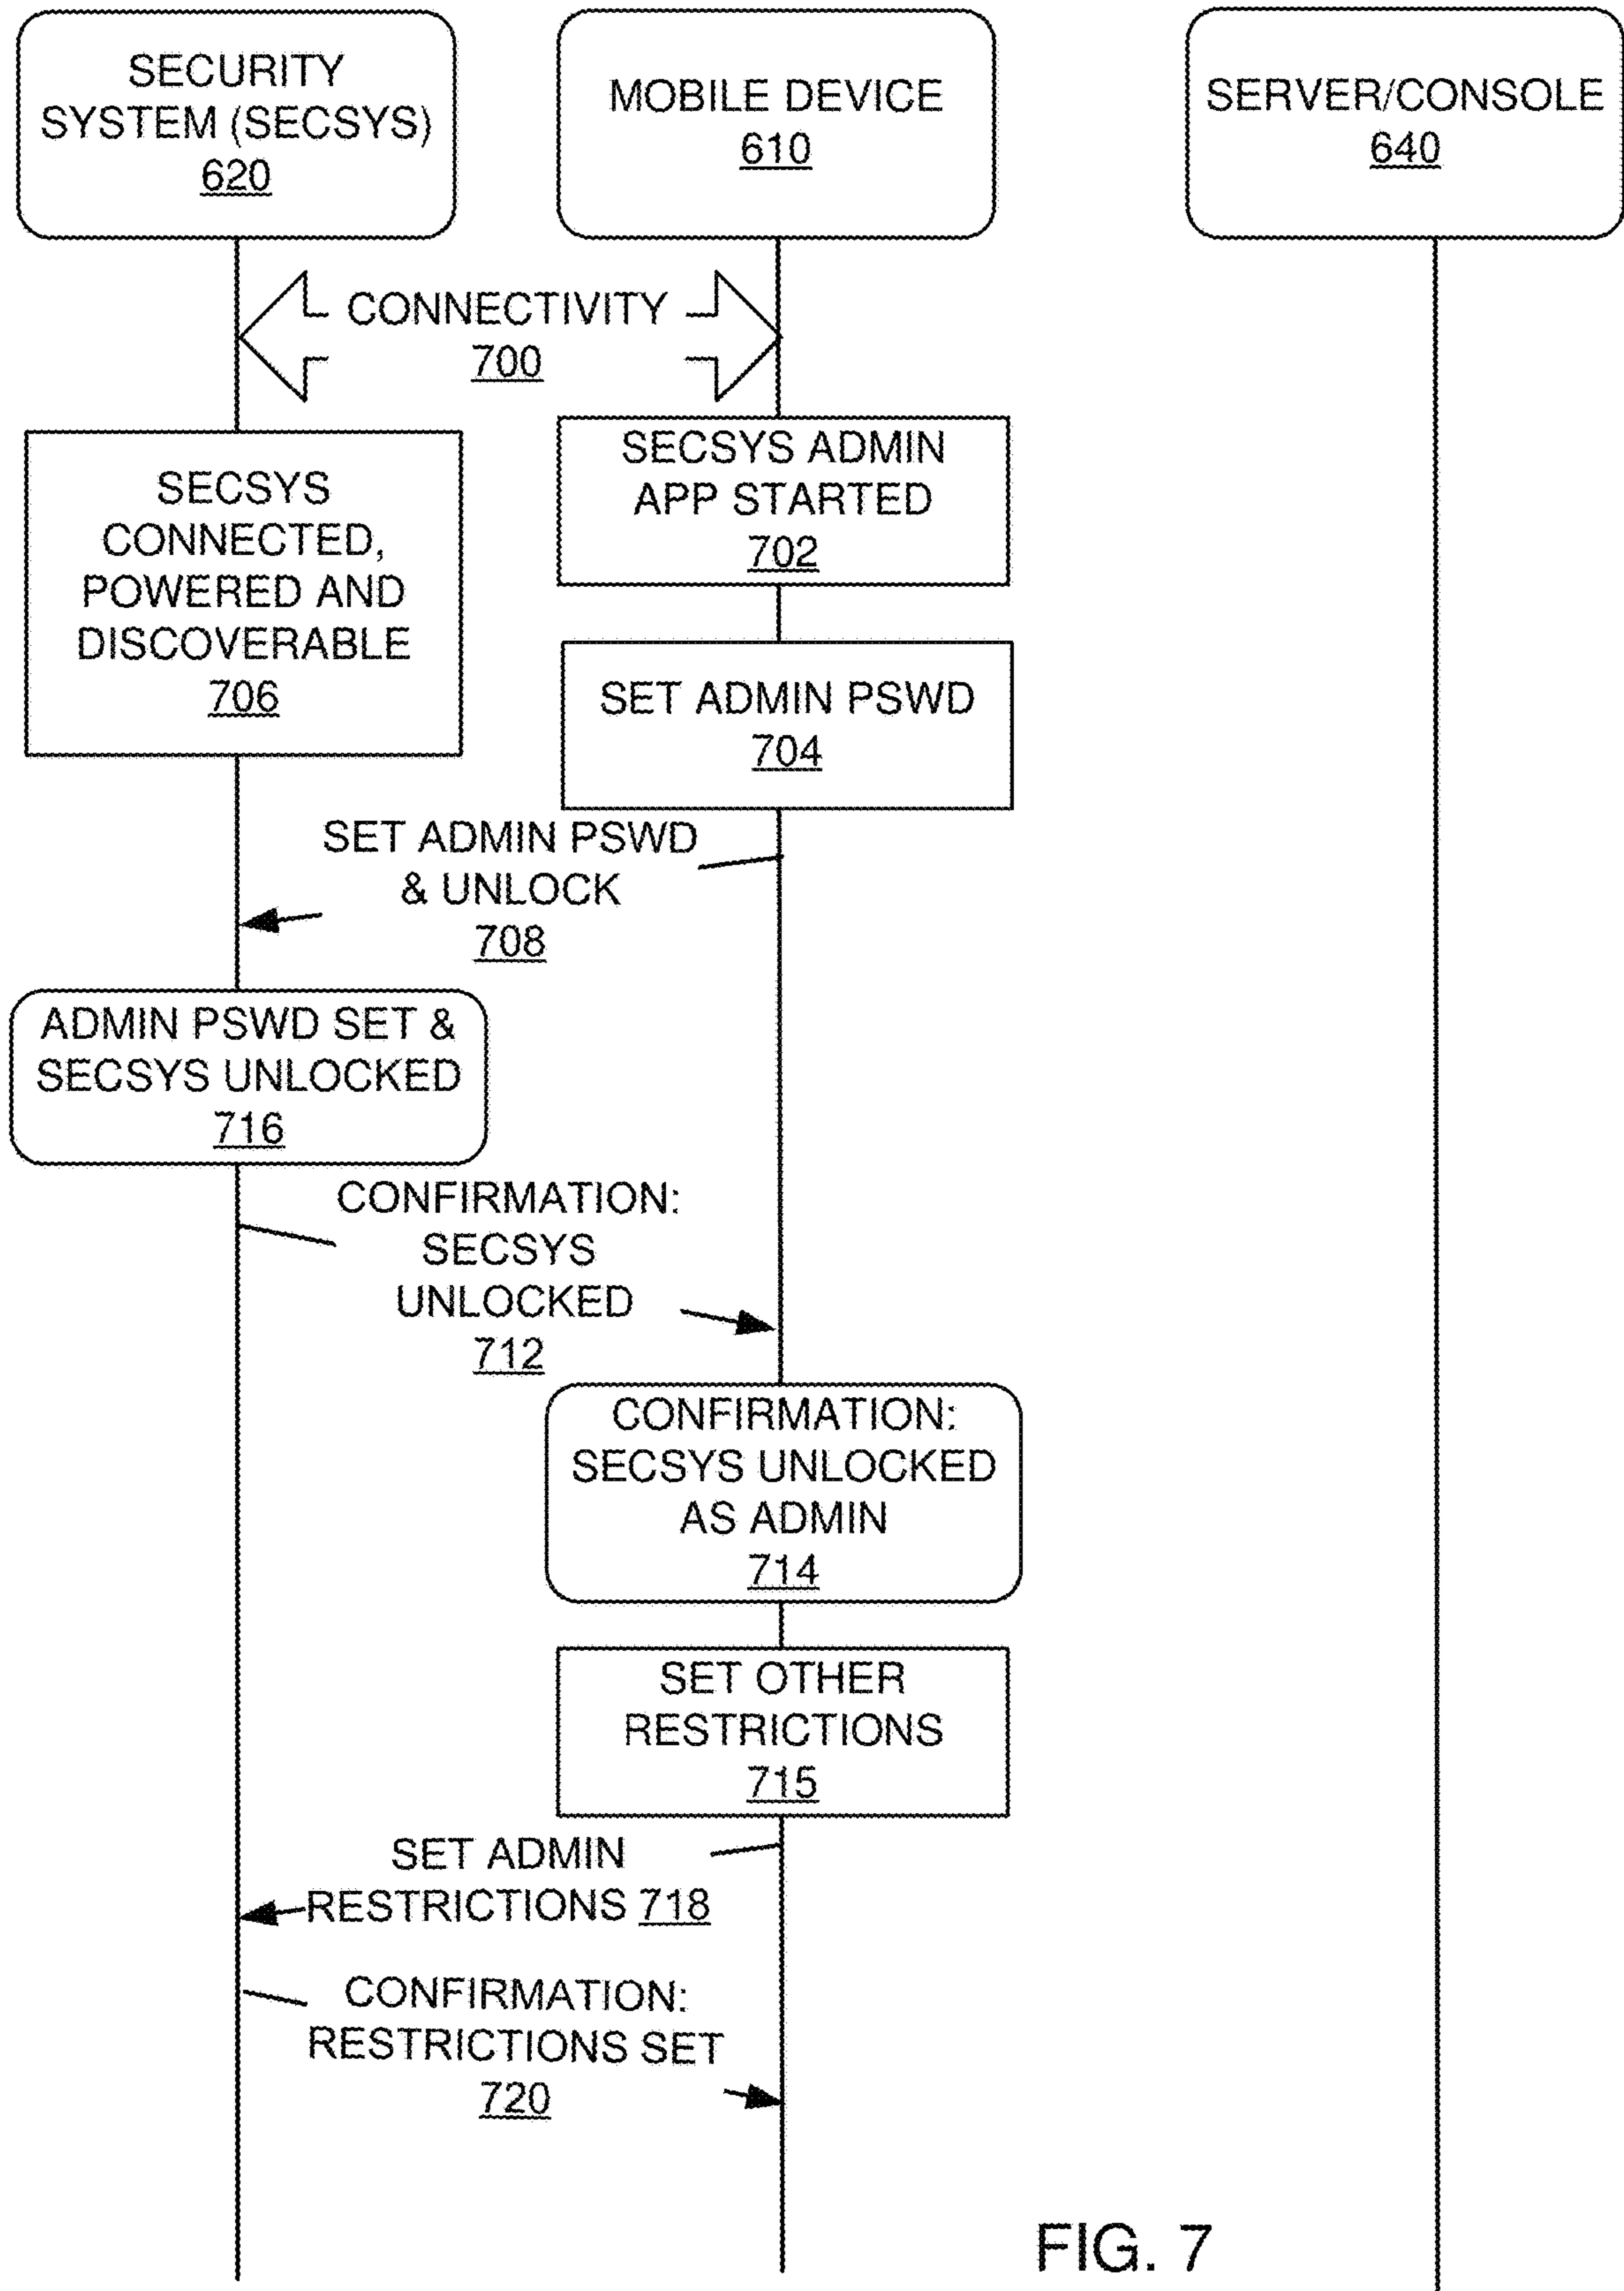 SECURITY
SYSTEM (SECSYS)
620
MOBILE DEVICE
610
SERVER/CONSOLE
640
CONNECTIVITY
700
SECSYS
CONNECTED,
POWERED AND
DISCOVERABLE
706
SECSYS ADMIN
APP STARTED
702
SET ADMIN PSWD
704
SET ADMIN PSWD
& UNLOCK
708
ADMIN PSWD SET &
SECSYS UNLOCKED
716
CONFIRMATION:
SECSYS
UNLOCKED
712
CONFIRMATION:
SECSYS UNLOCKED
AS ADMIN
714
SET OTHER
RESTRICTIONS
715
SET ADMIN
RESTRICTIONS 718
CONFIRMATION:
RESTRICTIONS SET
720
FIG. 7